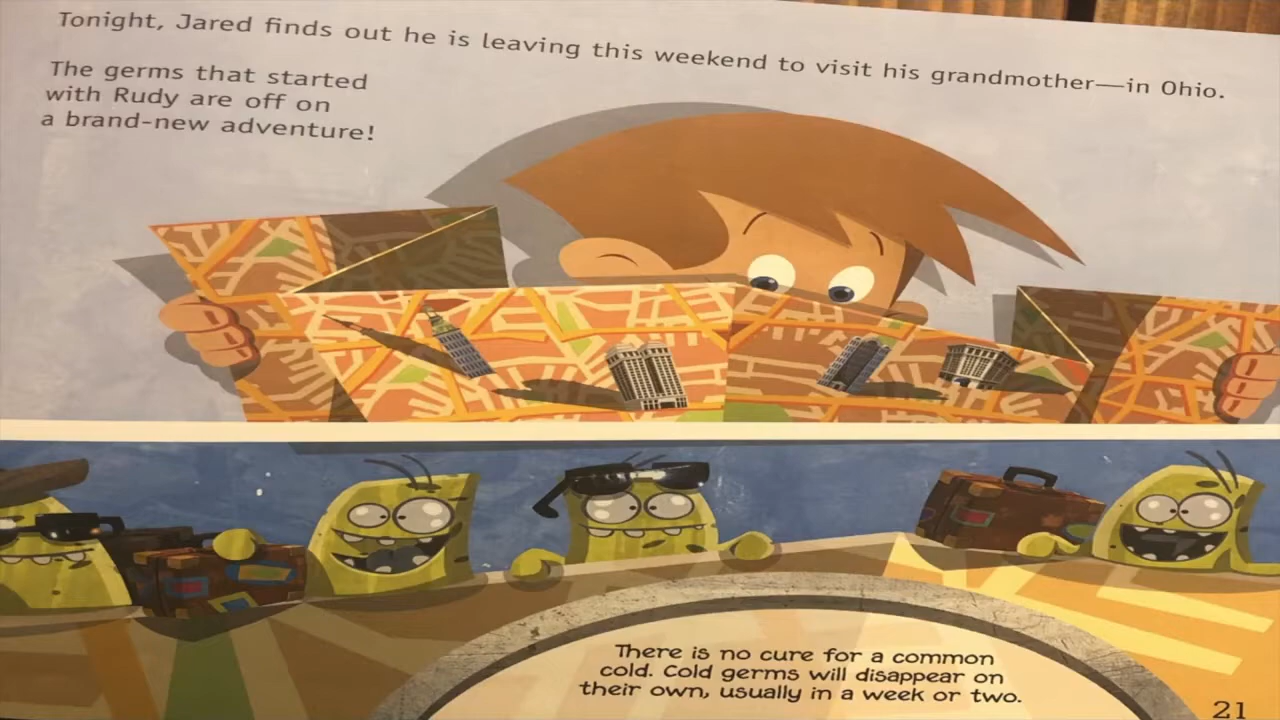 Tonight, Jared finds out he is leaving this weekend to visit his grandmother—in Ohio.
The germs that started
with Rudy are off on
a brand-new adventure!
There is no cure for a common
cold. Cold germs will disappear on
their own, usually in a week or two.
21